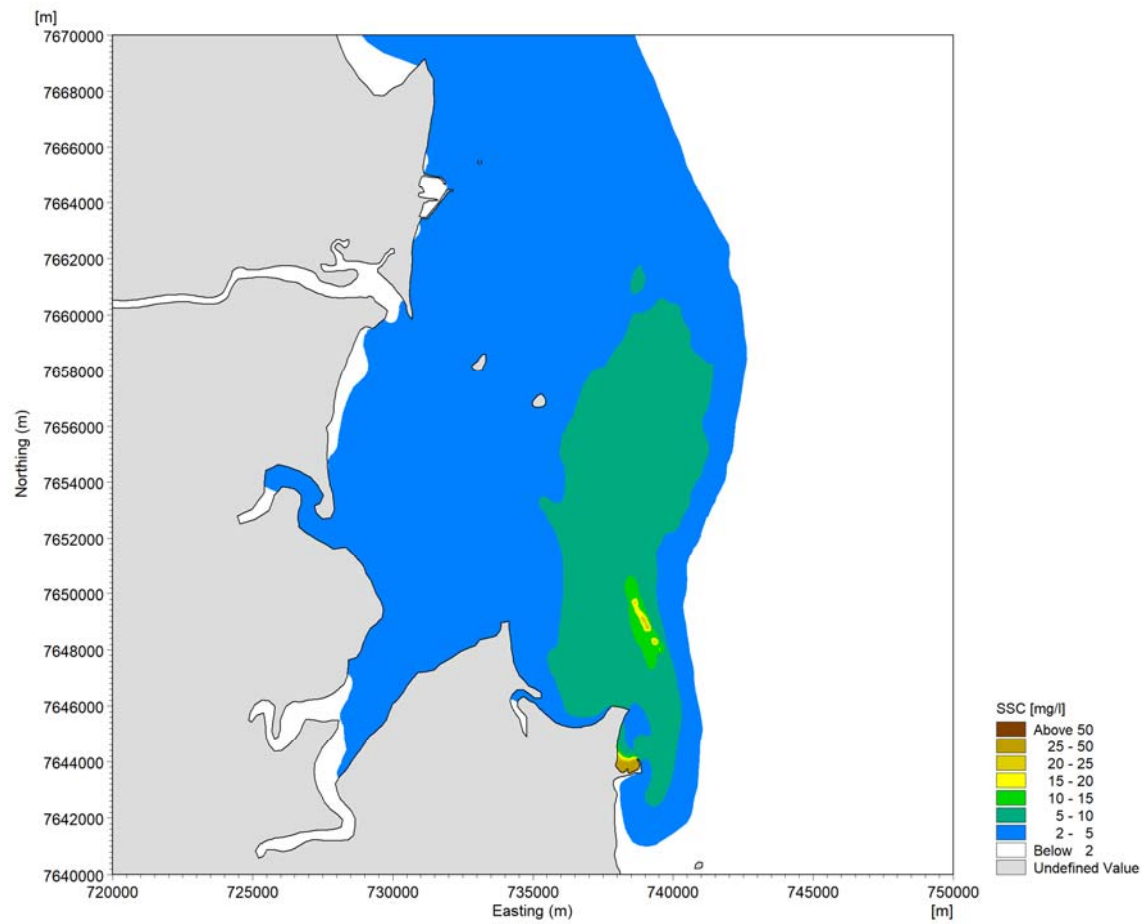 [m]
7670000
7668000
7666000
7664000
7662000
7660000
7658000
7656000
7654000
7652000
7650000
7648000
7646000
7644000
7642000
7640000
Northing (m)
720000 725000 730000 735000 740000 745000 750000
Easting (m)
[m]
SSC [mg/l]
Above 50
25 - 50
20 - 25
15 - 20
10 - 15
5 - 10
2 - 5
Below 2
Undefined Value